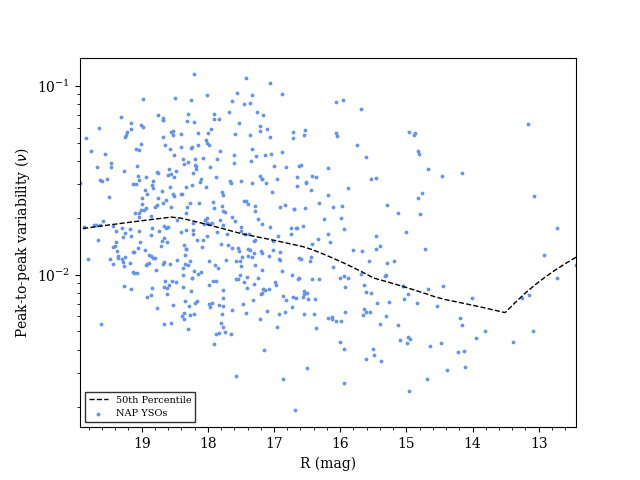 10⁻¹
10⁻²
Peak-to-peak variability (ν)
50th Percentile
NAP YSOs
19 18 17 16 15 14 13
R (mag)